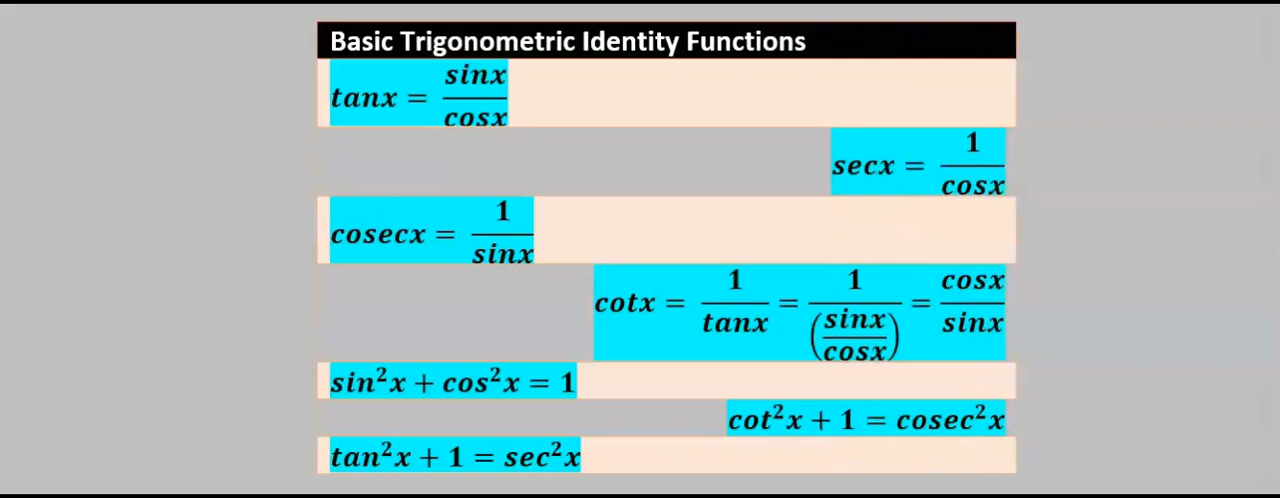 Basic Trigonometric Identity Functions
tanx = sinx/cosx
secx = 1/cosx
cosecx = 1/sinx
cotx = 1/tanx = 1/(sinx/cosx) = cosx/sinx
sin²x + cos²x = 1
cot²x + 1 = cosec²x
tan²x + 1 = sec²x